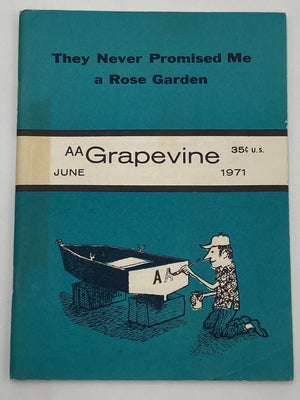 They Never Promised Me
a Rose Garden
AA Grapevine 35¢ U.S.
JUNE 1971
AA